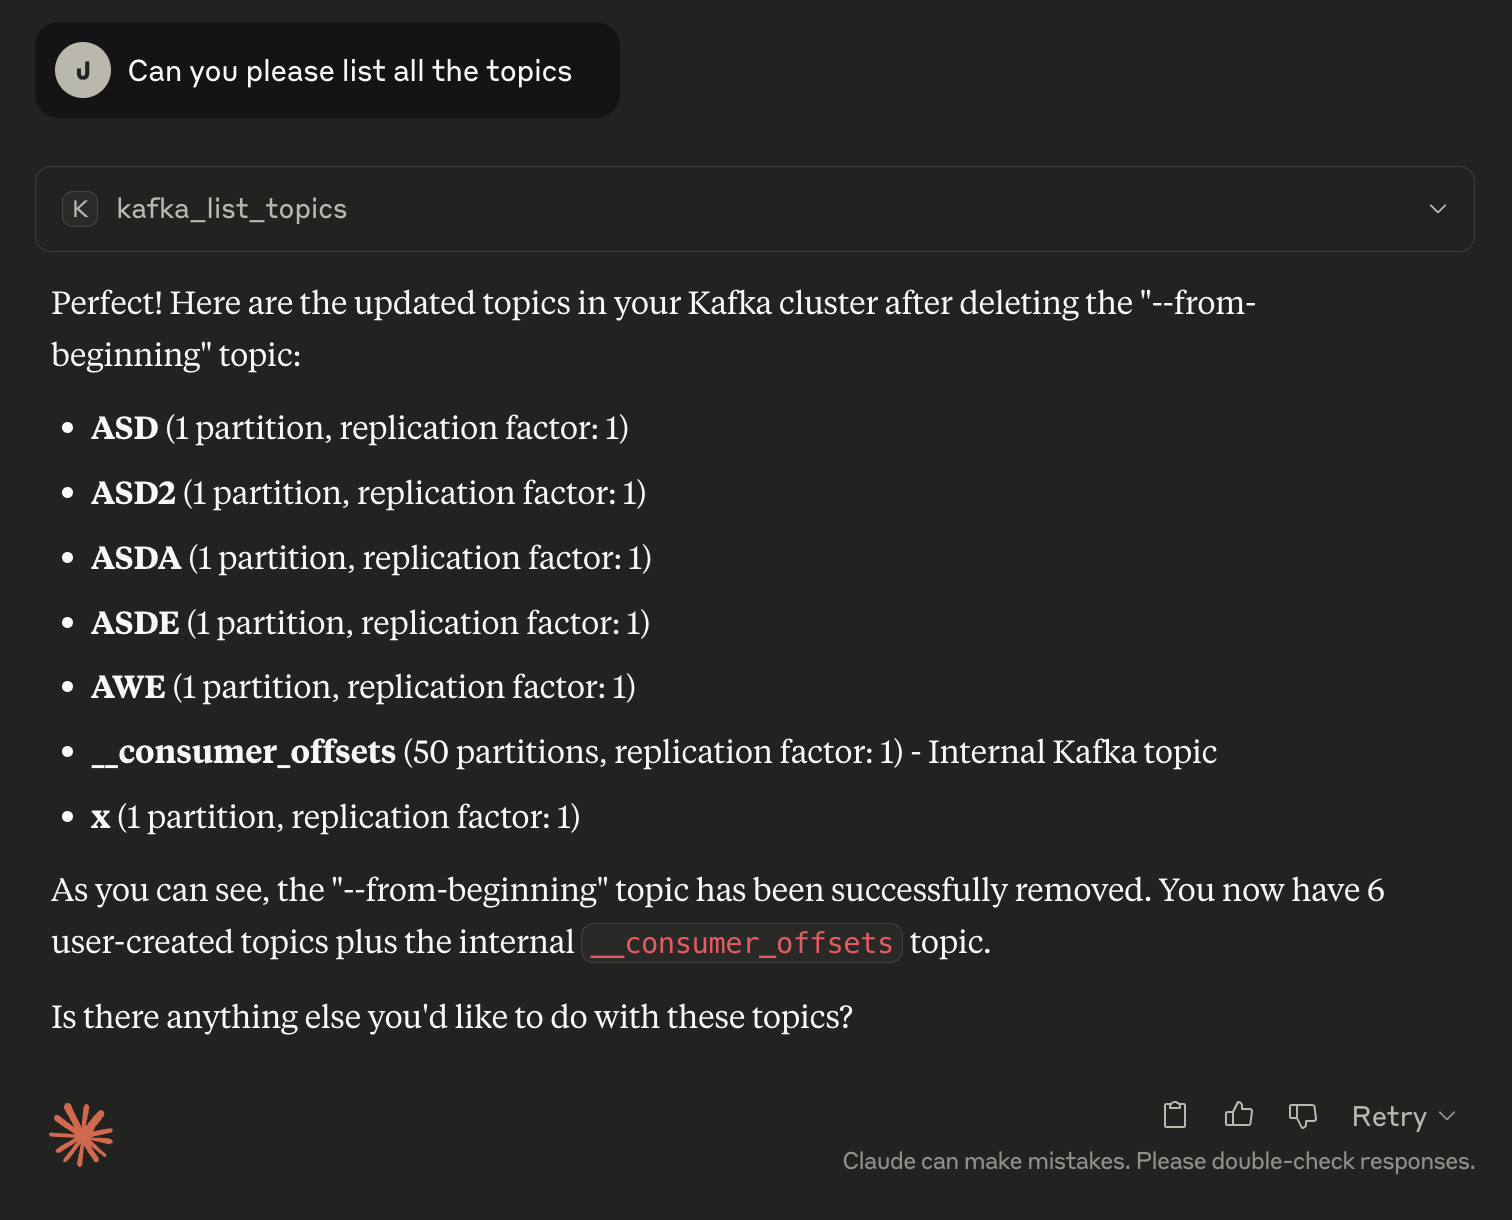 J
Can you please list all the topics
K
kafka_list_topics
Perfect! Here are the updated topics in your Kafka cluster after deleting the "--from-
beginning" topic:
• ASD (1 partition, replication factor: 1)
• ASD2 (1 partition, replication factor: 1)
• ASDA (1 partition, replication factor: 1)
• ASDE (1 partition, replication factor: 1)
• AWE (1 partition, replication factor: 1)
• __consumer_offsets (50 partitions, replication factor: 1) - Internal Kafka topic
• x (1 partition, replication factor: 1)
As you can see, the "--from-beginning" topic has been successfully removed. You now have 6
user-created topics plus the internal __consumer_offsets topic.
Is there anything else you'd like to do with these topics?
Retry
Claude can make mistakes. Please double-check responses.